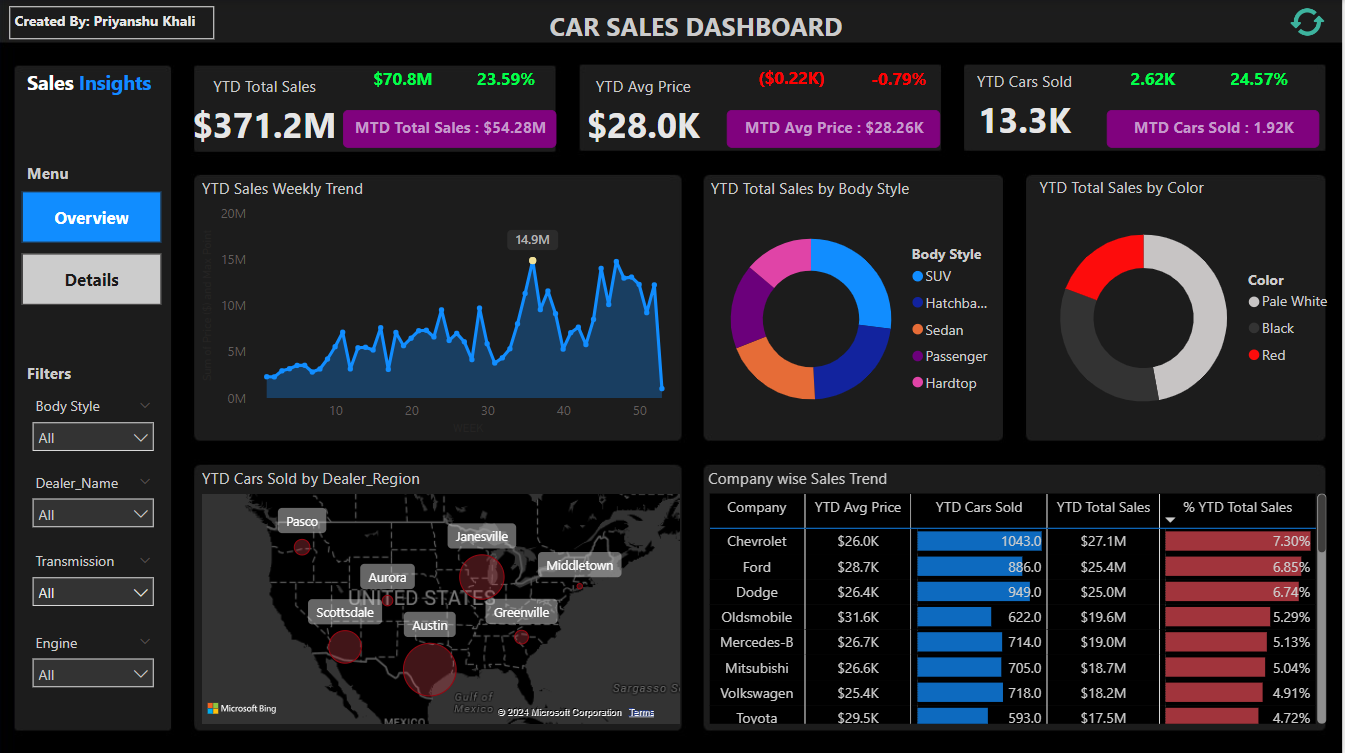 Created By: Priyanshu Khali
CAR SALES DASHBOARD
Sales Insights
Menu
Overview
Details
Filters
Body Style
All
Dealer_Name
All
Transmission
All
Engine
All
YTD Total Sales
$70.8M
23.59%
$371.2M
MTD Total Sales : $54.28M
YTD Avg Price
($0.22K)
-0.79%
$28.0K
MTD Avg Price : $28.26K
YTD Cars Sold
2.62K
24.57%
13.3K
MTD Cars Sold : 1.92K
YTD Sales Weekly Trend
20M
15M
10M
5M
0M
14.9M
10
20
30
40
50
WEEK
YTD Total Sales by Body Style
Body Style
SUV
Hatchba...
Sedan
Passenger
Hardtop
YTD Total Sales by Color
Color
Pale White
Black
Red
YTD Cars Sold by Dealer_Region
Pasco
Janesville
Middletown
Aurora
UNITED STATES
Scottsdale
Greenville
Austin
Gulf of
Mexico
Sargasso S
MEXICO
Microsoft Bing
© 2024 Microsoft Corporation Terms
Company wise Sales Trend
Company YTD Avg Price YTD Cars Sold YTD Total Sales % YTD Total Sales
Chevrolet $26.0K 1043.0 $27.1M 7.30%
Ford $28.7K 886.0 $25.4M 6.85%
Dodge $26.4K 949.0 $25.0M 6.74%
Oldsmobile $31.6K 622.0 $19.6M 5.29%
Mercedes-B $26.7K 714.0 $19.0M 5.13%
Mitsubishi $26.6K 705.0 $18.7M 5.04%
Volkswagen $25.4K 718.0 $18.2M 4.91%
Toyota $29.5K 593.0 $17.5M 4.72%